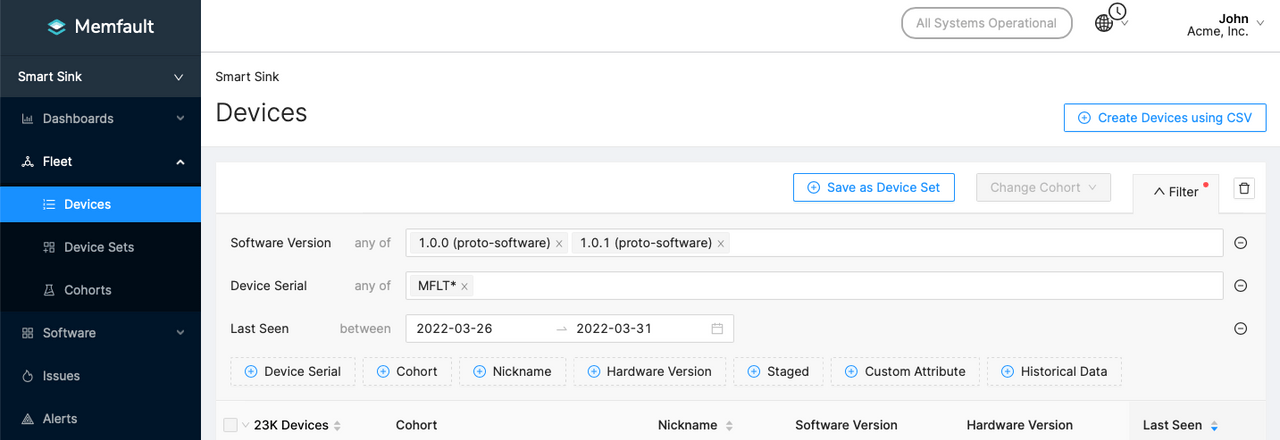 Memfault
All Systems Operational
John
Acme, Inc.
Smart Sink
Dashboards
Fleet
Devices
Device Sets
Cohorts
Software
Issues
Alerts
Smart Sink
Devices
Create Devices using CSV
Save as Device Set
Change Cohort
Filter
Software Version any of 1.0.0 (proto-software) 1.0.1 (proto-software)
Device Serial any of MFLT*
Last Seen between 2022-03-26 → 2022-03-31
Device Serial Cohort Nickname Hardware Version Staged Custom Attribute Historical Data
23K Devices Cohort Nickname Software Version Hardware Version Last Seen